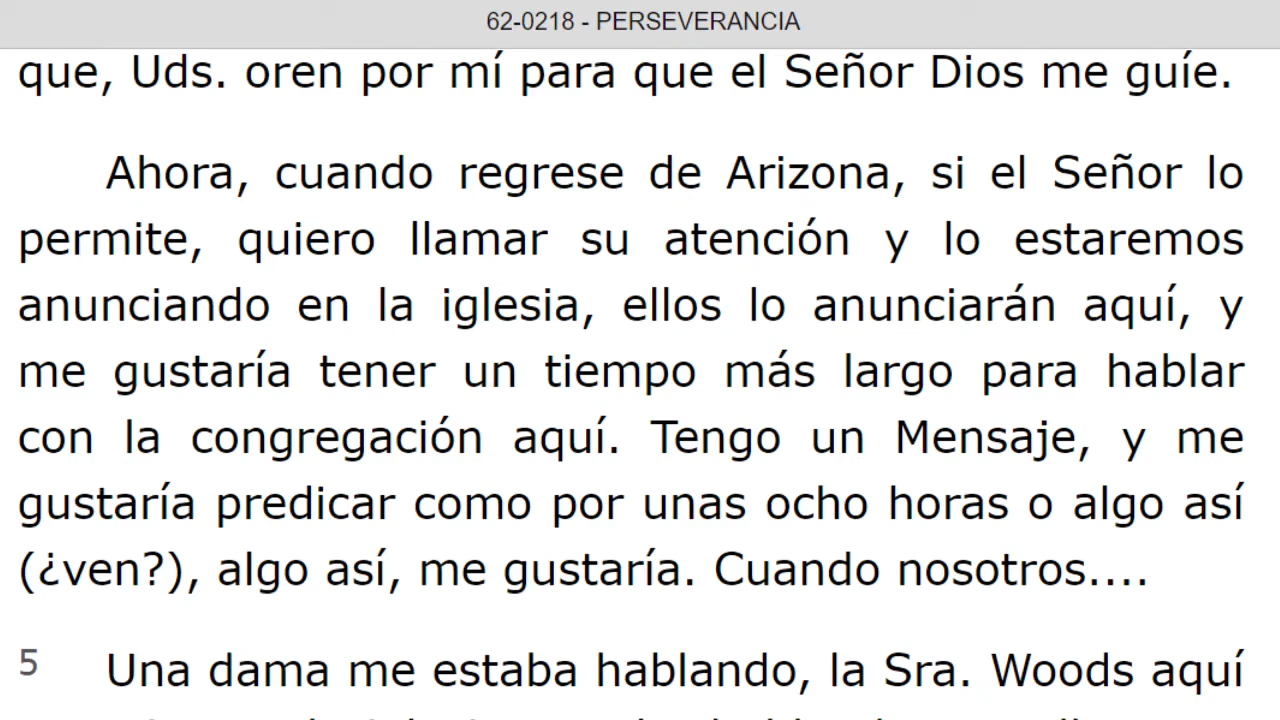 62-0218 - PERSEVERANCIA
que, Uds. oren por mí para que el Señor Dios me guíe.
Ahora, cuando regrese de Arizona, si el Señor lo
permite, quiero llamar su atención y lo estaremos
anunciando en la iglesia, ellos lo anunciarán aquí, y
me gustaría tener un tiempo más largo para hablar
con la congregación aquí. Tengo un Mensaje, y me
gustaría predicar como por unas ocho horas o algo así
(¿ven?), algo así, me gustaría. Cuando nosotros....
5 Una dama me estaba hablando, la Sra. Woods aquí